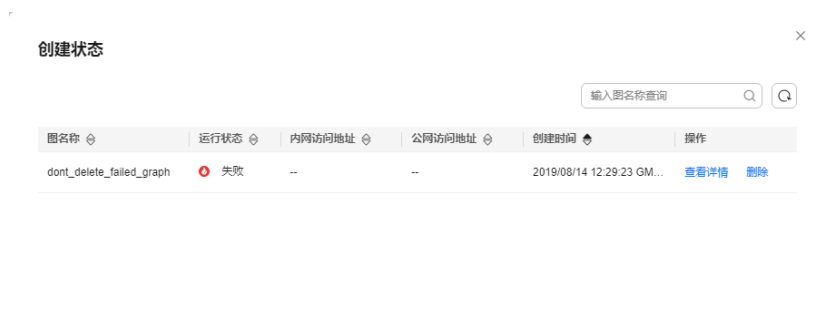 创建状态
输入图名称查询
图名称 运行状态 内网访问地址 公网访问地址 创建时间 操作
dont_delete_failed_graph 失败 -- -- 2019/08/14 12:29:23 GM... 查看详情 删除